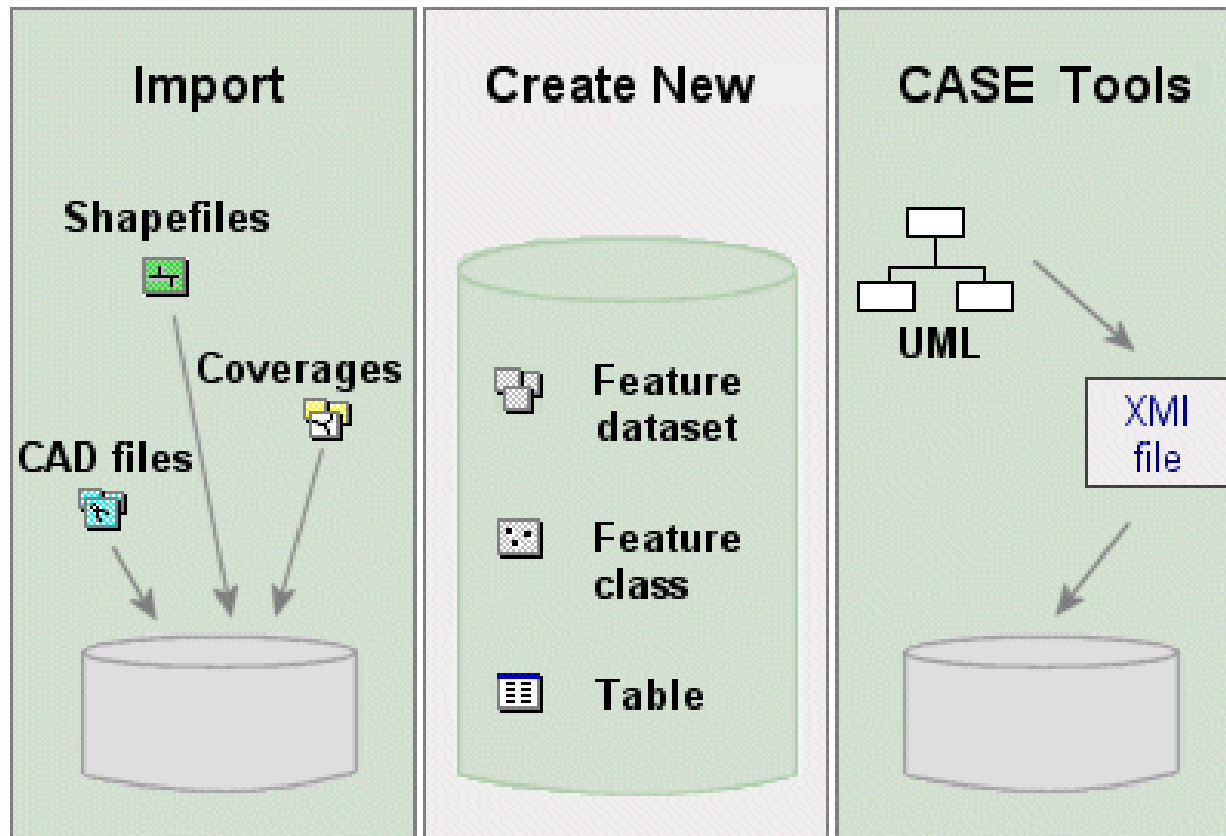 Import
Shapefiles
Coverages
CAD files
Create New
Feature
dataset
Feature
class
Table
CASE Tools
UML
XMI
file